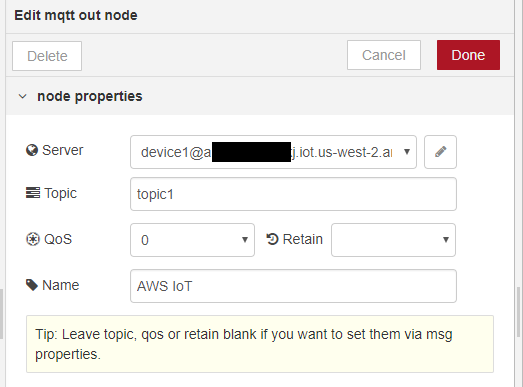 Edit mqtt out node
Delete
Cancel
Done
node properties
Server
device1@a j.iot.us-west-2.a
Topic
topic1
QoS
0
Retain
Name
AWS IoT
Tip: Leave topic, qos or retain blank if you want to set them via msg
properties.